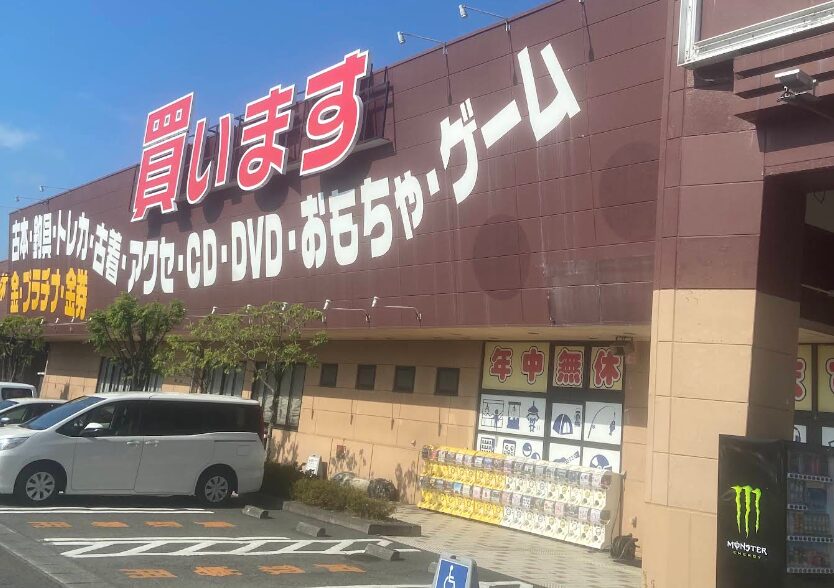 買います
古本・釣具・トレカ・古着・アクセ・CD・DVD・おもちゃ・ゲーム
金・プラチナ・金券
年中無休
MONSTER
ENERGY